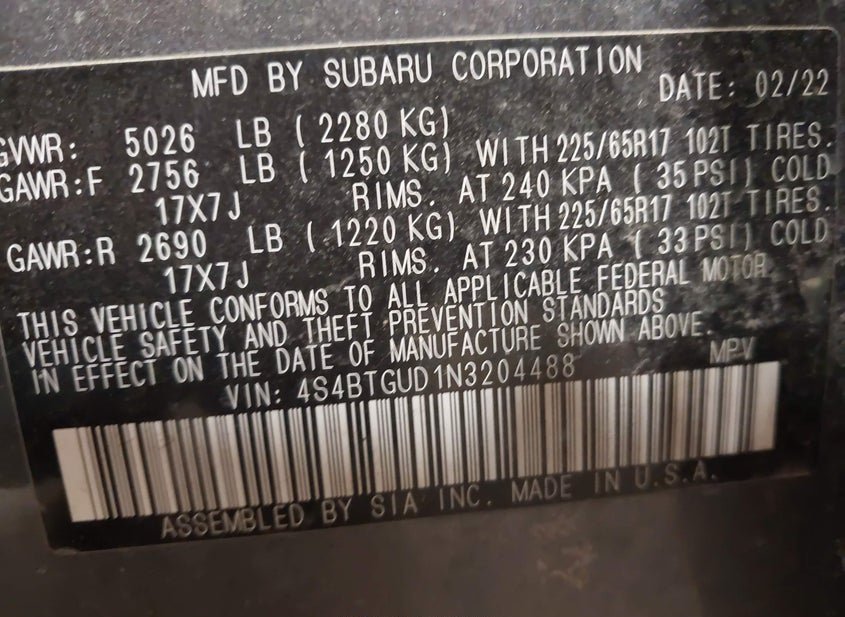 MFD BY SUBARU CORPORATION DATE: 02/22
GVWR: 5026 LB ( 2280 KG)
GAWR:F 2756 LB ( 1250 KG) WITH 225/65R17 102T TIRES.
17X7J RIMS. AT 240 KPA ( 35 PSI) COLD
GAWR:R 2690 LB ( 1220 KG) WITH 225/65R17 102T TIRES.
17X7J RIMS. AT 230 KPA ( 33 PSI) COLD
THIS VEHICLE CONFORMS TO ALL APPLICABLE FEDERAL MOTOR
VEHICLE SAFETY AND THEFT PREVENTION STANDARDS
IN EFFECT ON THE DATE OF MANUFACTURE SHOWN ABOVE.
VIN: 4S4BTGUD1N3204488 MPV
ASSEMBLED BY SIA INC. MADE IN U.S.A.